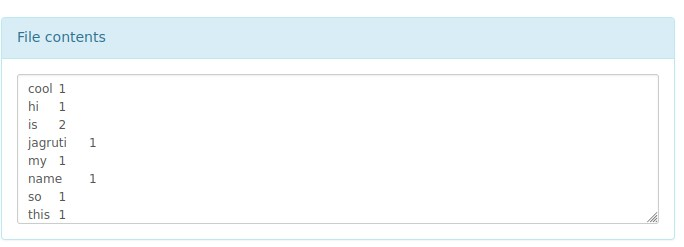 File contents
cool 1
hi 1
is 2
jagruti 1
my 1
name 1
so 1
this 1